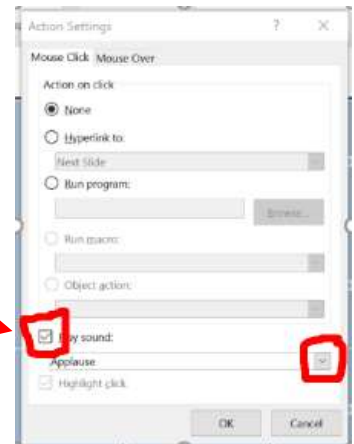 Action Settings ? ×
Mouse Click Mouse Over
Action on click
None
Hyperlink to:
Next Slide
Run program:
Browse...
Run macro:
Object action:
sound:
Applause
Highlight click
OK Cancel